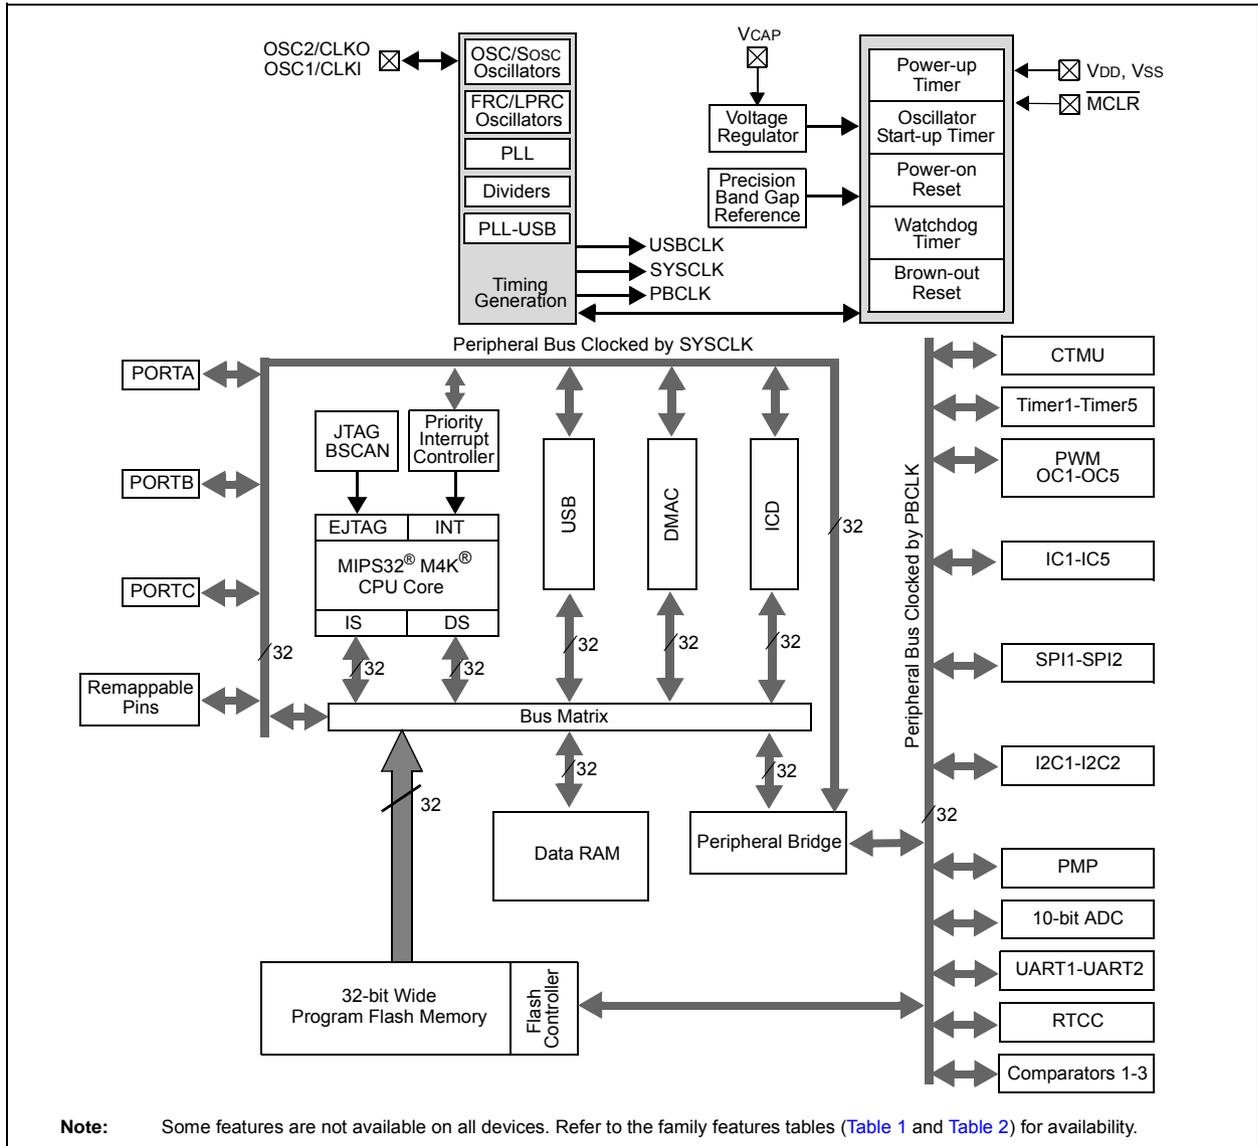 OSC2/CLKO
OSC1/CLKI
OSC/SOSC
Oscillators
FRC/LPRC
Oscillators
PLL
Dividers
PLL-USB
Timing
Generation
USBCLK
SYSCLK
PBCLK
VCAP
Voltage
Regulator
Precision
Band Gap
Reference
Power-up
Timer
Oscillator
Start-up Timer
Power-on
Reset
Watchdog
Timer
Brown-out
Reset
VDD, VSS
MCLR
Peripheral Bus Clocked by SYSCLK
PORTA
PORTB
PORTC
Remappable
Pins
32
JTAG
BSCAN
Priority
Interrupt
Controller
EJTAG
INT
MIPS32® M4K®
CPU Core
IS
DS
32
32
USB
32
DMAC
32
ICD
32
32
Bus Matrix
32
32
32
Data RAM
Peripheral Bridge
32-bit Wide
Program Flash Memory
Flash
Controller
Peripheral Bus Clocked by PBCLK
32
CTMU
Timer1-Timer5
PWM
OC1-OC5
IC1-IC5
SPI1-SPI2
I2C1-I2C2
PMP
10-bit ADC
UART1-UART2
RTCC
Comparators 1-3
Note: Some features are not available on all devices. Refer to the family features tables (Table 1 and Table 2) for availability.